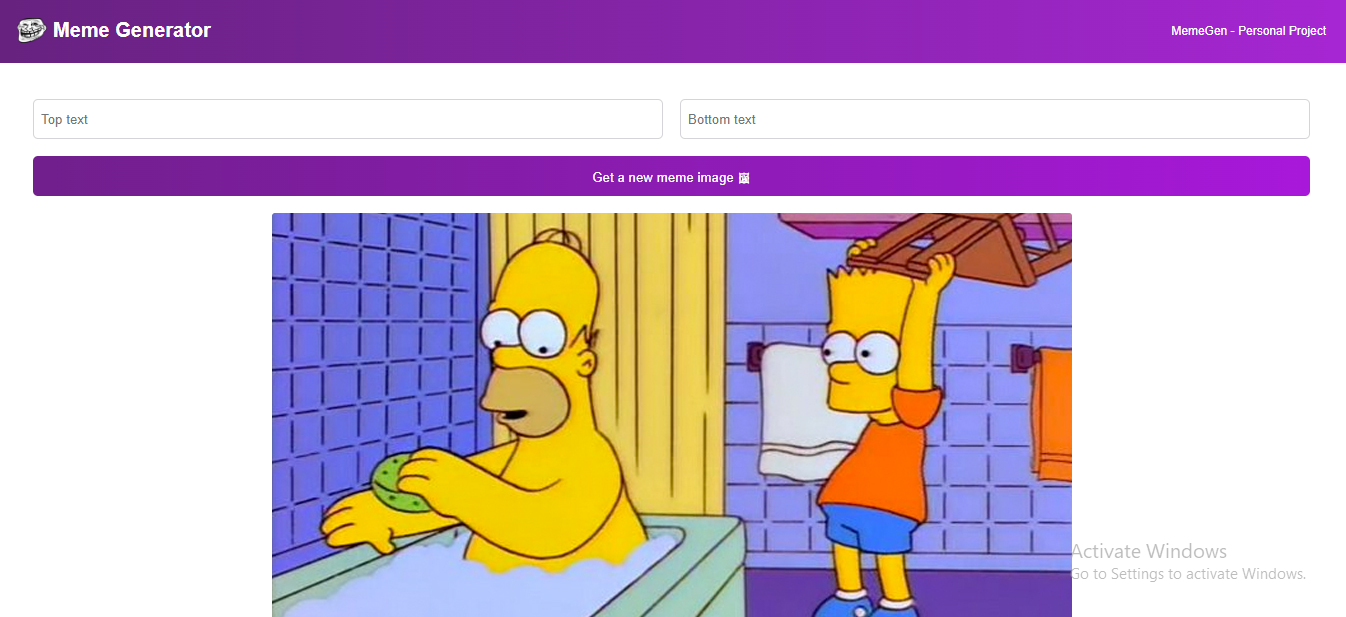 Meme Generator
MemeGen - Personal Project
Top text
Bottom text
Get a new meme image 🖼
Activate Windows
Go to Settings to activate Windows.